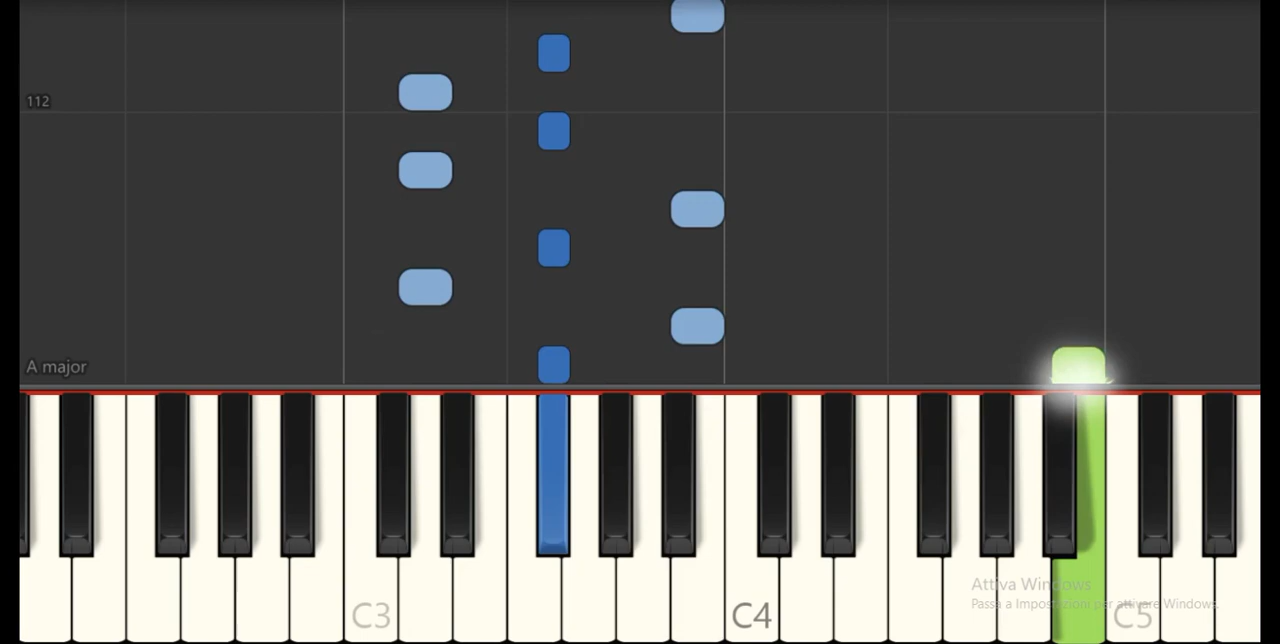 112
A major
C3
C4
C5
Attiva Windows
Passa a Impostazioni per attivare Windows.